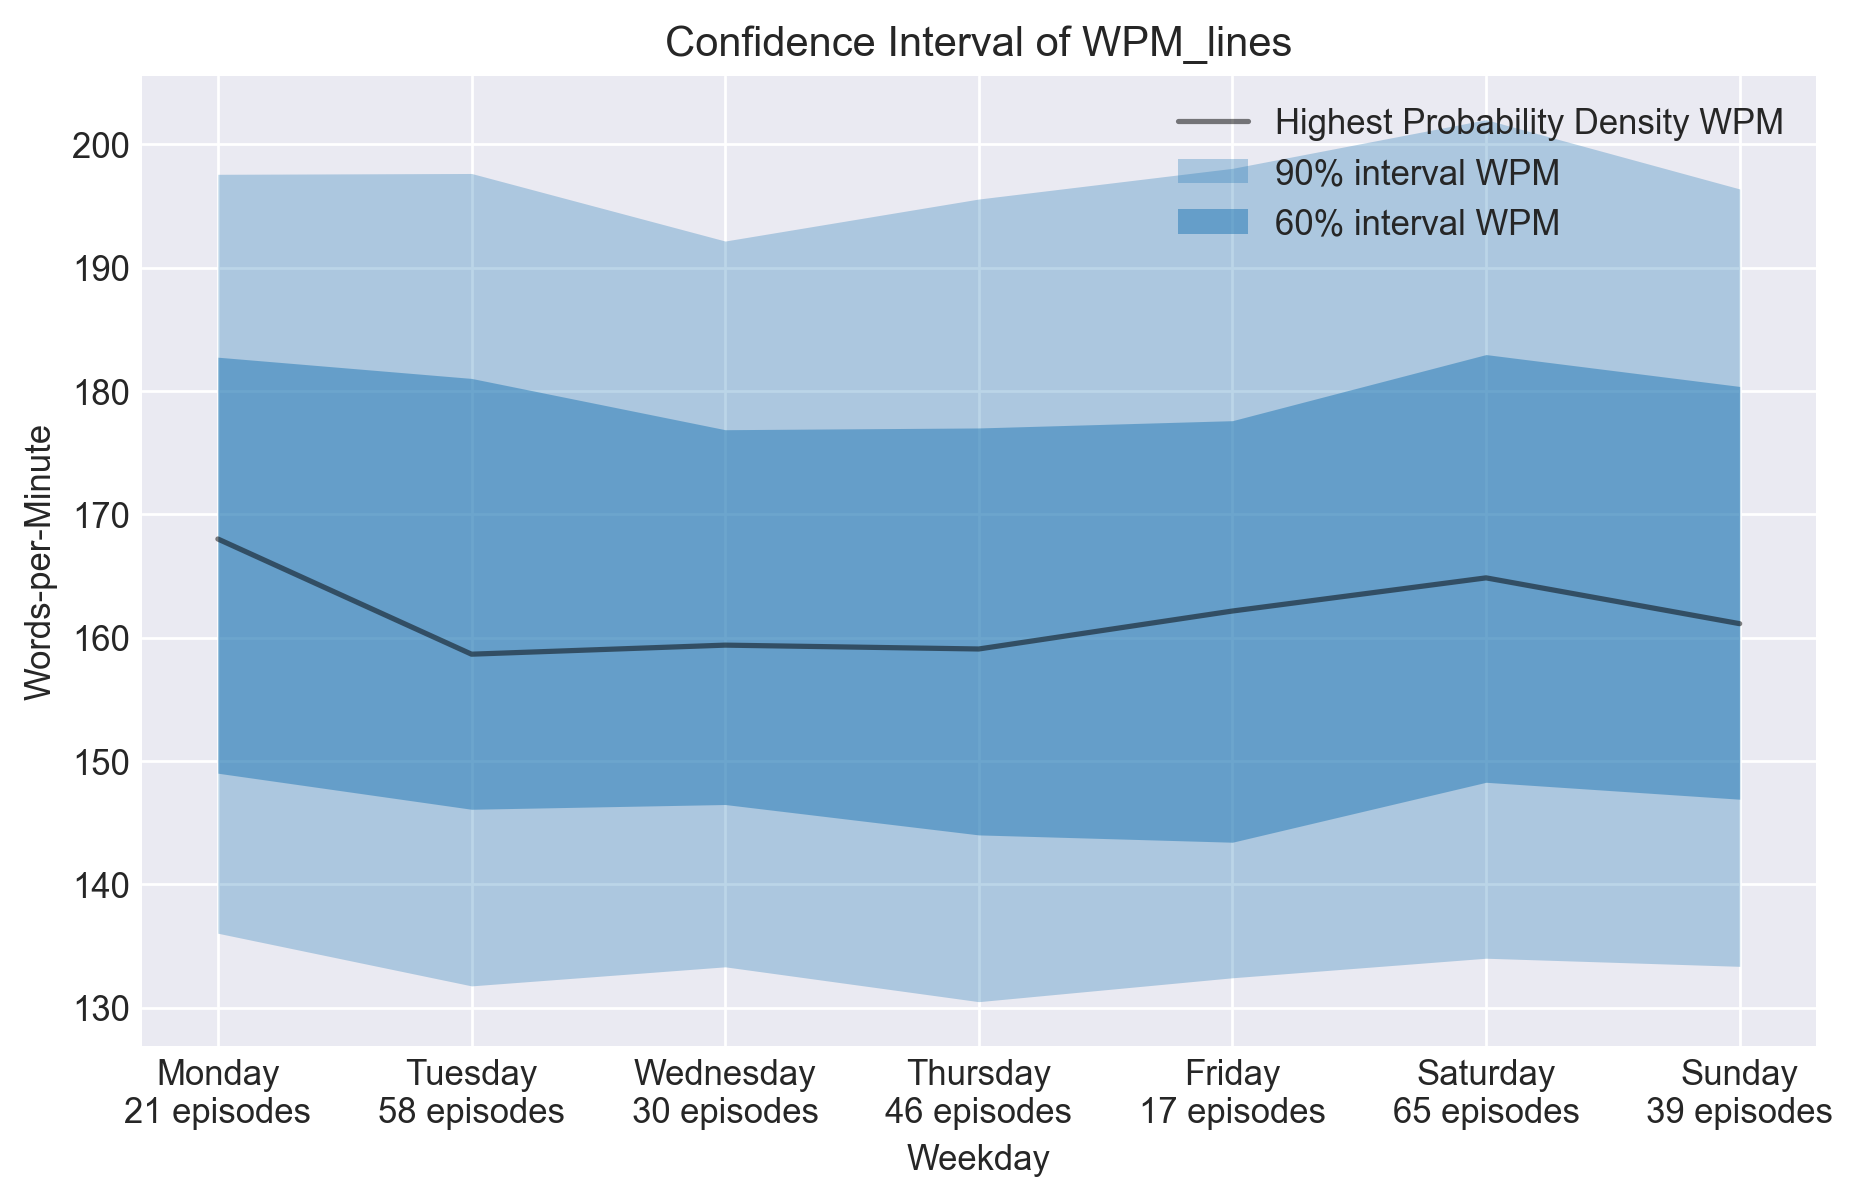 Confidence Interval of WPM_lines
Highest Probability Density WPM
90% interval WPM
60% interval WPM
Words-per-Minute
200
190
180
170
160
150
140
130
Monday Tuesday Wednesday Thursday Friday Saturday Sunday
21 episodes 58 episodes 30 episodes 46 episodes 17 episodes 65 episodes 39 episodes
Weekday